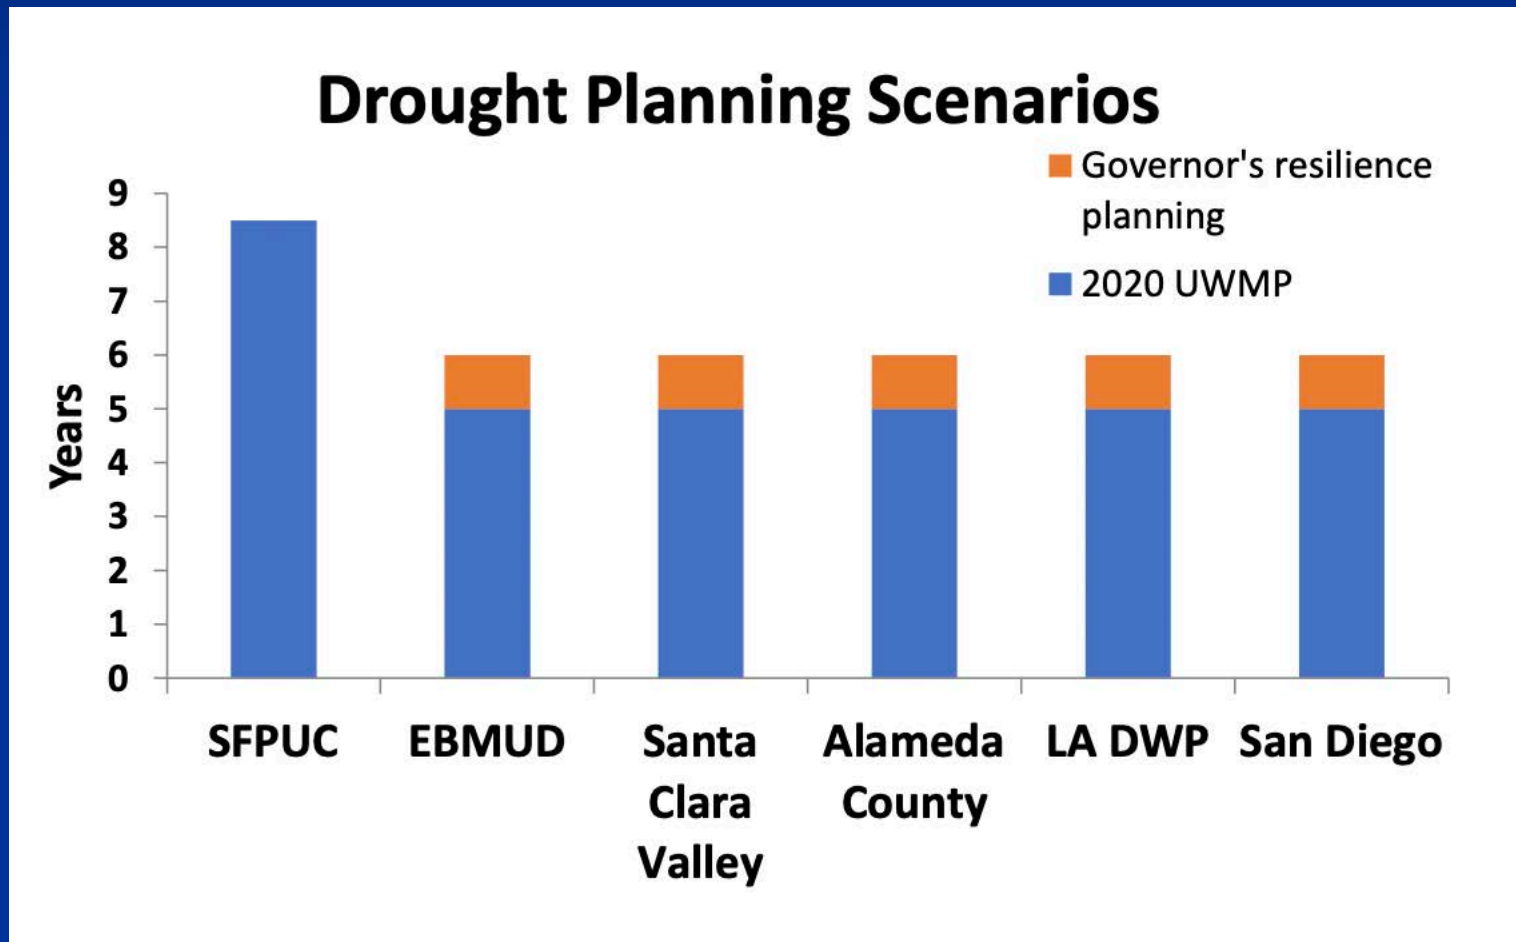 Drought Planning Scenarios
Governor's resilience
planning
2020 UWMP
Years
9
8
7
6
5
4
3
2
1
0
SFPUC
EBMUD
Santa
Clara
Valley
Alameda
County
LA DWP
San Diego